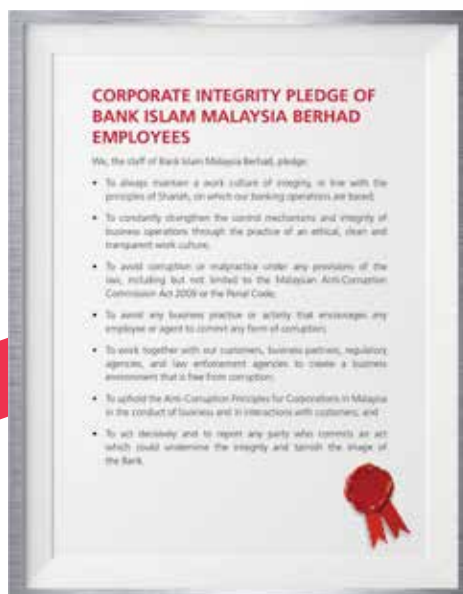 CORPORATE INTEGRITY PLEDGE OF
BANK ISLAM MALAYSIA BERHAD
EMPLOYEES
We, the staff of Bank Islam Malaysia Berhad, pledge:
• To always maintain a work culture of integrity, in line with the
principles of Shariah, on which our banking operations are based;
• To constantly strengthen the control mechanisms and integrity of
business operations through the practice of an ethical, clean and
transparent work culture;
• To avoid corruption or malpractice under any provisions of the
law, including but not limited to the Malaysian Anti-Corruption
Commission Act 2009 or the Penal Code;
• To avoid any business practice or activity that encourages any
employee or agent to commit any form of corruption;
• To work together with our customers, business partners, regulatory
agencies, and law enforcement agencies to create a business
environment that is free from corruption;
• To uphold the Anti-Corruption Principles for Corporations in Malaysia
in the conduct of business and in interactions with customers; and
• To act decisively and to report any party who commits an act
which could undermine the integrity and tarnish the image of
the Bank.